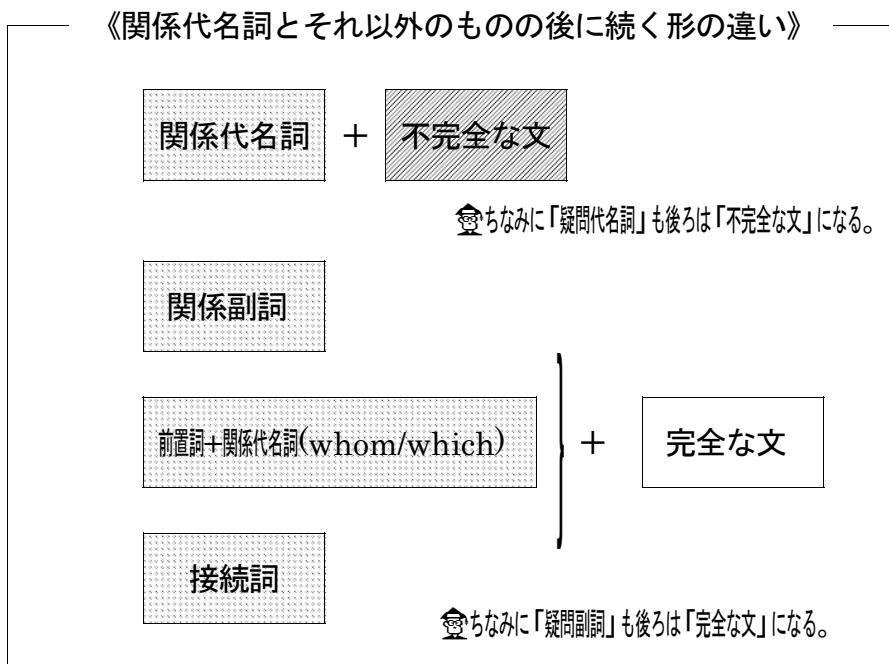 《関係代名詞とそれ以外のものの後に続く形の違い》
関係代名詞 + 不完全な文
ちなみに「疑問代名詞」も後ろは「不完全な文」になる。
関係副詞
前置詞+関係代名詞(whom/which) + 完全な文
接続詞
ちなみに「疑問副詞」も後ろは「完全な文」になる。